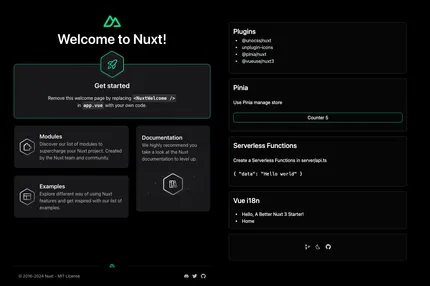 Welcome to Nuxt!
Get started
Remove this welcome page by replacing <NuxtWelcome />
in app.vue with your own code.
Modules
Discover our list of modules to
supercharge your Nuxt project. Created
by the Nuxt team and community.
Documentation
We highly recommend you
take a look at the Nuxt
documentation to level up.
Examples
Explore different way of using Nuxt
features and get inspired with our list of
examples.
© 2016-2024 Nuxt - MIT License
Plugins
@unocss/nuxt
unplugin-icons
@pinia/nuxt
@vueuse/nuxt3
Pinia
Use Pinia manage store
Counter 6
Serverless Functions
Create a Serverless Functions in server/api.ts
{ "data": "Hello world" }
Vue i18n
Hello, A Better Nuxt 3 Starter!
Home